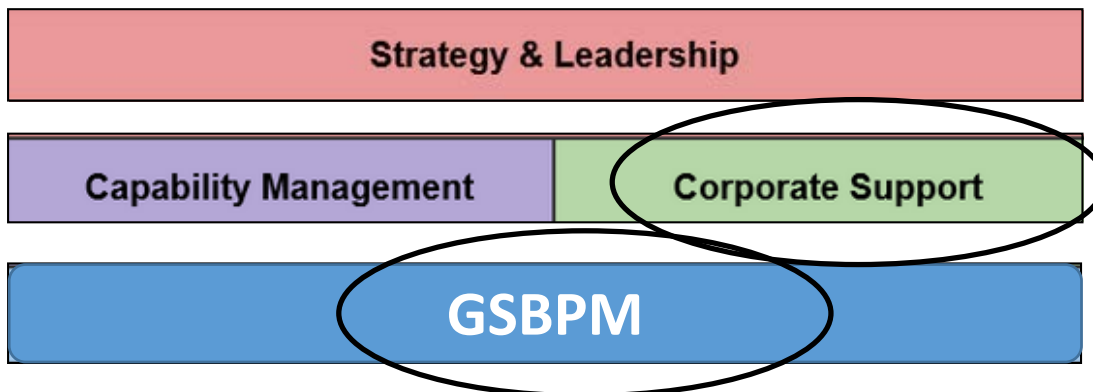 Strategy & Leadership
Capability Management
Corporate Support
GSBPM